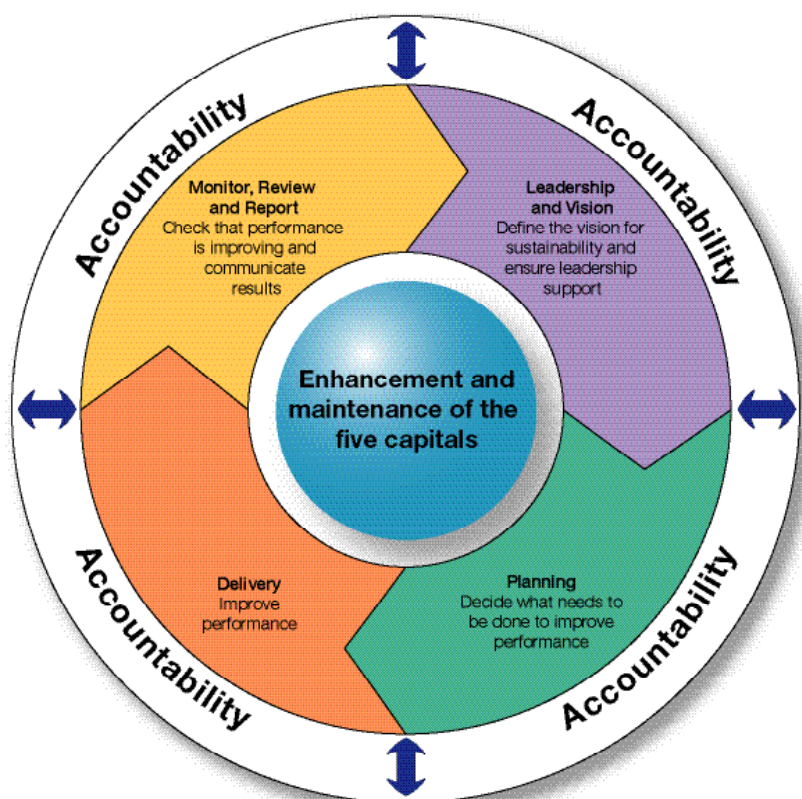 Accountability
Accountability
Monitor, Review
and Report
Check that performance
is improving and
communicate
results
Leadership
and Vision
Define the vision for
sustainability and
ensure leadership
support
Enhancement and
maintenance of the
five capitals
Delivery
Improve
performance
Planning
Decide what needs to
be done to improve
performance
Accountability
Accountability